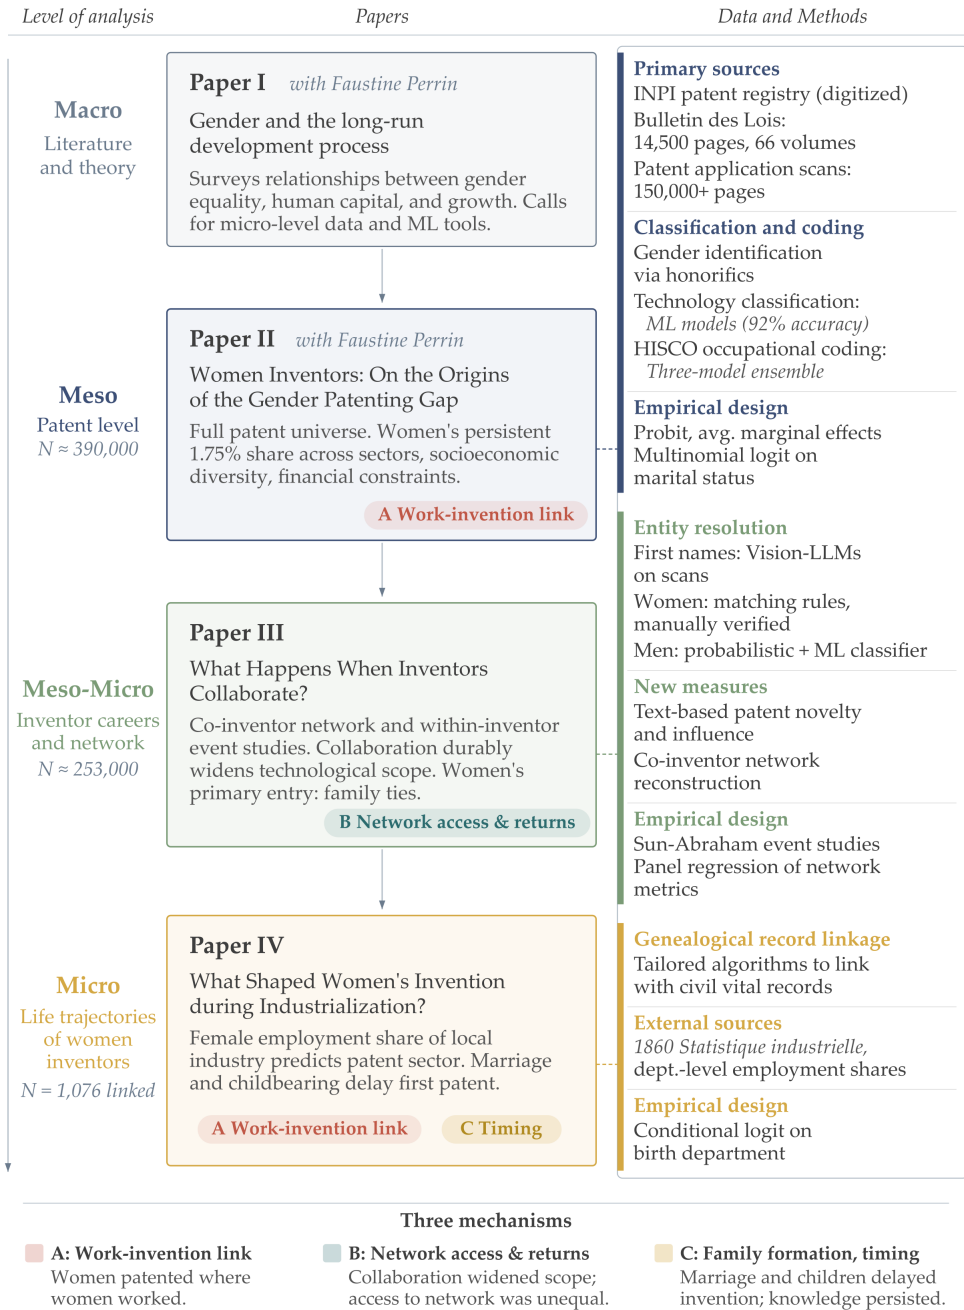 Level of analysis
Papers
Data and Methods
Macro
Literature
and theory
Paper I with Faustine Perrin
Gender and the long-run
development process
Surveys relationships between gender
equality, human capital, and growth. Calls
for micro-level data and ML tools.
Primary sources
INPI patent registry (digitized)
Bulletin des Lois:
14,500 pages, 66 volumes
Patent application scans:
150,000+ pages
Classification and coding
Gender identification
via honorifics
Technology classification:
ML models (92% accuracy)
HISCO occupational coding:
Three-model ensemble
Empirical design
Probit, avg. marginal effects
Multinomial logit on
marital status
Meso
Patent level
N ≈ 390,000
Paper II with Faustine Perrin
Women Inventors: On the Origins
of the Gender Patenting Gap
Full patent universe. Women's persistent
1.75% share across sectors, socioeconomic
diversity, financial constraints.
A Work-invention link
Meso-Micro
Inventor careers
and network
N ≈ 253,000
Paper III
What Happens When Inventors
Collaborate?
Co-inventor network and within-inventor
event studies. Collaboration durably
widens technological scope. Women's
primary entry: family ties.
B Network access & returns
Entity resolution
First names: Vision-LLMs
on scans
Women: matching rules,
manually verified
Men: probabilistic + ML classifier
New measures
Text-based patent novelty
and influence
Co-inventor network
reconstruction
Empirical design
Sun-Abraham event studies
Panel regression of network
metrics
Micro
Life trajectories
of women
inventors
N = 1,076 linked
Paper IV
What Shaped Women's Invention
during Industrialization?
Female employment share of local
industry predicts patent sector. Marriage
and childbearing delay first patent.
A Work-invention link
C Timing
Genealogical record linkage
Tailored algorithms to link
with civil vital records
External sources
1860 Statistique industrielle,
dept.-level employment shares
Empirical design
Conditional logit on
birth department
Three mechanisms
A: Work-invention link
Women patented where
women worked.
B: Network access & returns
Collaboration widened scope;
access to network was unequal.
C: Family formation, timing
Marriage and children delayed
invention; knowledge persisted.